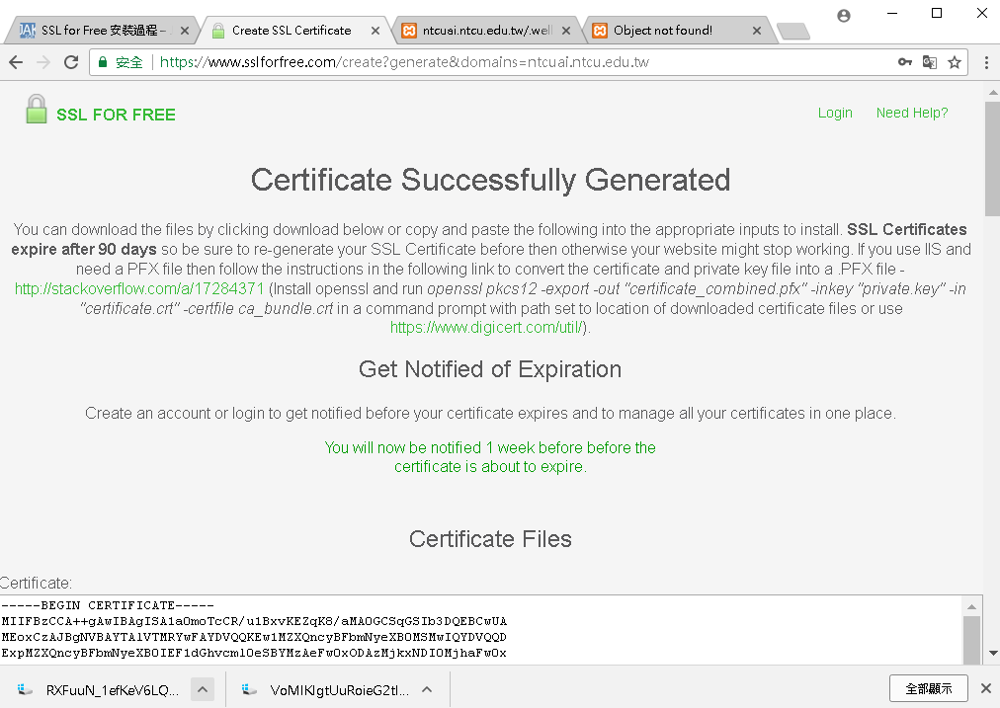 SSL for Free 安裝過程 –
Create SSL Certificate
ntcuai.ntcu.edu.tw/.well
Object not found!
安全
https://www.sslforfree.com/create?generate&domains=ntcuai.ntcu.edu.tw
SSL FOR FREE
Login
Need Help?
Certificate Successfully Generated
You can download the files by clicking download below or copy and paste the following into the appropriate inputs to install. SSL Certificates
expire after 90 days so be sure to re-generate your SSL Certificate before then otherwise your website might stop working. If you use IIS and
need a PFX file then follow the instructions in the following link to convert the certificate and private key file into a .PFX file -
http://stackoverflow.com/a/17284371 (Install openssl and run openssl pkcs12 -export -out "certificate_combined.pfx" -inkey "private.key" -in
"certificate.crt" -certfile ca_bundle.crt in a command prompt with path set to location of downloaded certificate files or use
https://www.digicert.com/util/).
Get Notified of Expiration
Create an account or login to get notified before your certificate expires and to manage all your certificates in one place.
You will now be notified 1 week before before the
certificate is about to expire.
Certificate Files
Certificate:
-----BEGIN CERTIFICATE-----
MIIFBzCCA++gAwIBAgISA1aOmoTcCR/u1BxvKEZqK8/aMA0GCSqGSIb3DQEBCwUA
MEoxCzAJBgNVBAYTAlVTMRYwFAYDVQQKEw1MZXQncyBFbmNyeXB0MSMwIQYDVQQD
ExpMZXQncyBFbmNyeXB0IEF1dGhvcml0eSBYMzAeFw0xODAzMjkxNDI0MjhaFw0x
RXFuuN_1efKeV6LQ...
VoMIKIgtUuRoieG2tI...
全部顯示